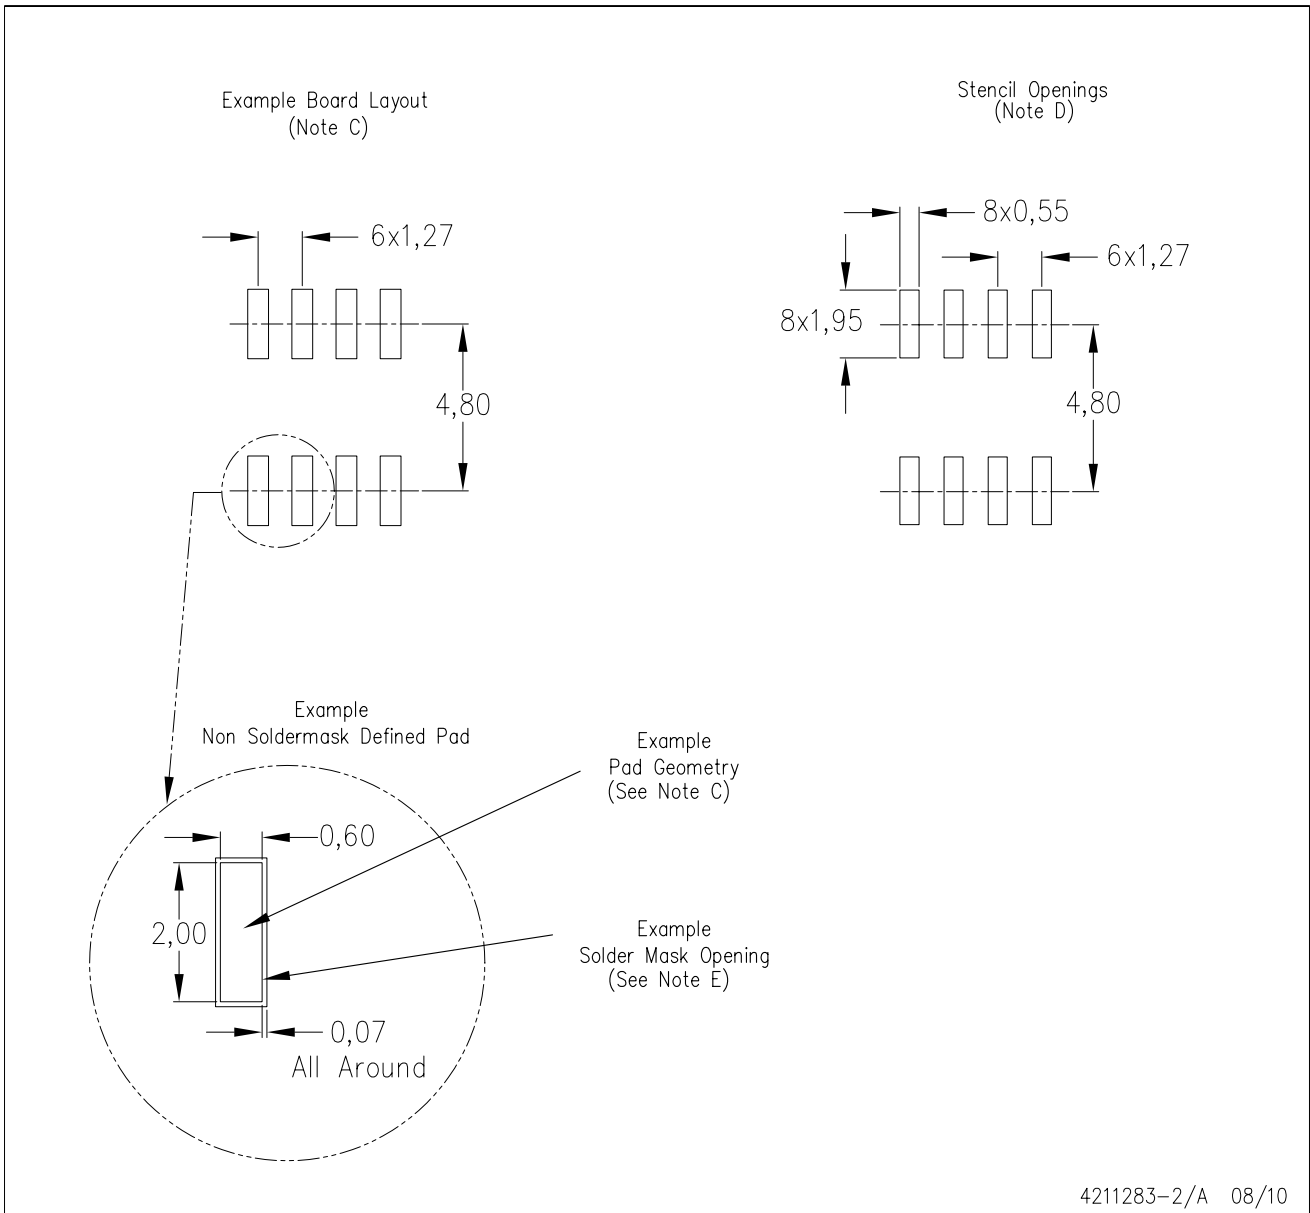 Example Board Layout
(Note C)
Stencil Openings
(Note D)
6x1,27
4,80
8x0,55
6x1,27
8x1,95
4,80
Example
Non Soldermask Defined Pad
Example
Pad Geometry
(See Note C)
0,60
2,00
Example
Solder Mask Opening
(See Note E)
0,07
All Around
4211283-2/A 08/10